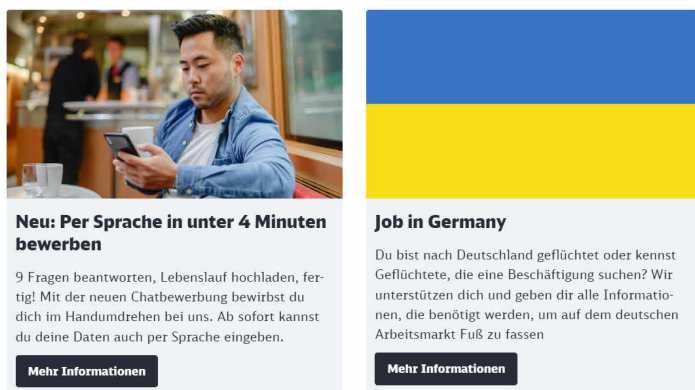 Neu: Per Sprache in unter 4 Minuten
bewerben
9 Fragen beantworten, Lebenslauf hochladen, fer-
tig! Mit der neuen Chatbewerbung bewirbst du
dich im Handumdrehen bei uns. Ab sofort kannst
du deine Daten auch per Sprache eingeben.
Mehr Informationen
Job in Germany
Du bist nach Deutschland geflüchtet oder kennst
Geflüchtete, die eine Beschäftigung suchen? Wir
unterstützen dich und geben dir alle Informatio-
nen, die benötigt werden, um auf dem deutschen
Arbeitsmarkt Fuß zu fassen
Mehr Informationen